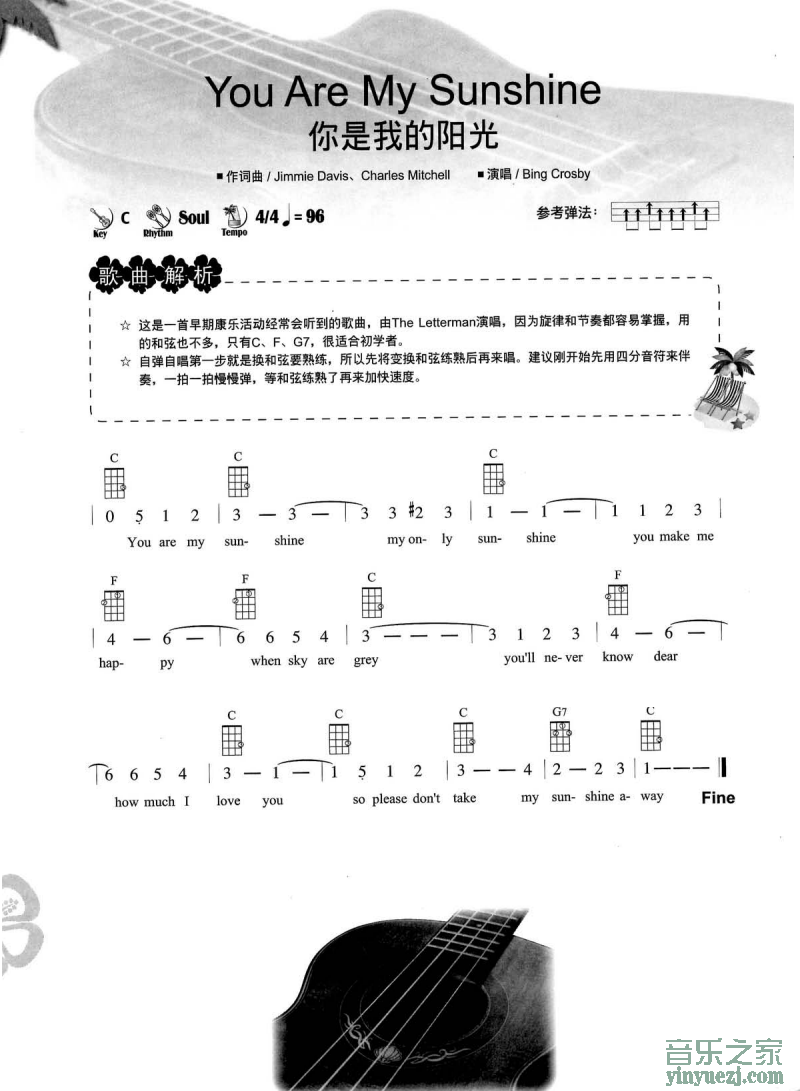 You Are My Sunshine
你是我的阳光
■ 作词曲 / Jimmie Davis、Charles Mitchell ■ 演唱 / Bing Crosby
Key C Rhythm Soul Tempo 4/4 ♩= 96 参考弹法：
歌曲解析
☆ 这是一首早期康乐活动经常会听到的歌曲，由The Letterman演唱，因为旋律和节奏都容易掌握，用
的和弦也不多，只有C、F、G7，很适合初学者。
☆ 自弹自唱第一步就是换和弦要熟练，所以先将变换和弦练熟后再来唱。建议刚开始先用四分音符来伴
奏，一拍一拍慢慢弹，等和弦练熟了再来加快速度。
C C C
| 0 5̣ 1 2 | 3 — 3 — | 3 3 #2 3 | 1 — 1 — | 1 1 2 3 |
You are my sun- shine my on- ly sun- shine you make me
F F C F
| 4 — 6 — | 6 6 5 4 | 3 — — — | 3 1 2 3 | 4 — 6 — |
hap- py when sky are grey you'll ne- ver know dear
C C C G7 C
| 6 6 5 4 | 3 — 1 — | 1 5̣ 1 2 | 3 — — 4 | 2 — 2 3 | 1 — — — ‖
how much I love you so please don't take my sun- shine a- way Fine
音乐之家
yinyuezj.com